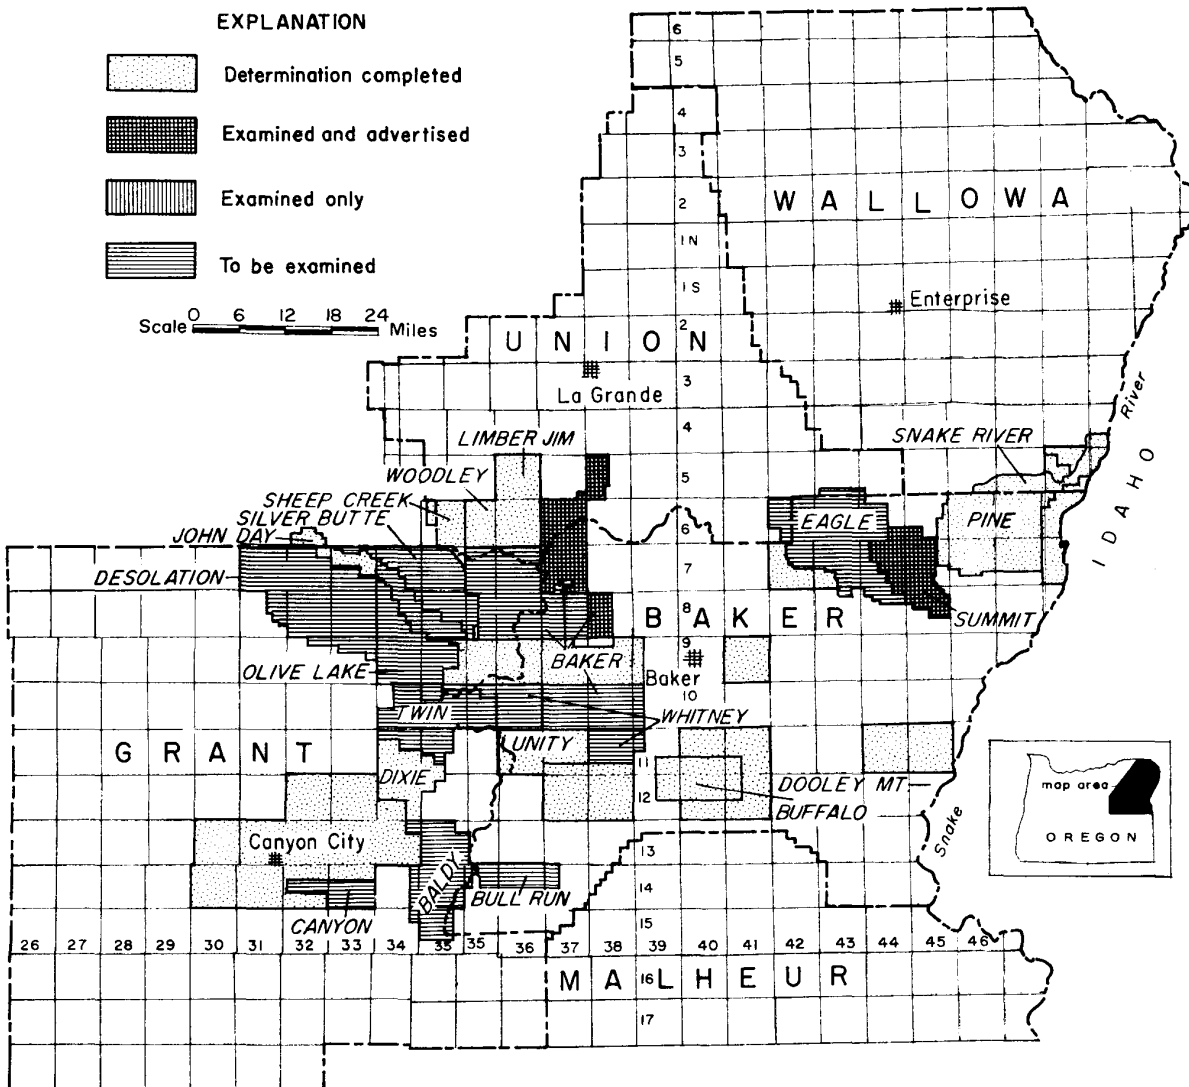 EXPLANATION
Determination completed
Examined and advertised
Examined only
To be examined
Scale 0 6 12 18 24 Miles
6
5
4
3
2
1N
1S
2
3
4
5
6
7
8
9
10
11
12
13
14
15
16
17
WALLOWA
Enterprise
UNION
La Grande
LIMBER JIM
WOODLEY
SHEEP CREEK
SILVER BUTTE
JOHN DAY
DESOLATION
SNAKE RIVER
River
IDAHO
EAGLE
PINE
SUMMIT
BAKER
BAKER
Baker
OLIVE LAKE
TWIN
WHITNEY
UNITY
GRANT
DIXIE
DOOLEY MT
BUFFALO
Snake
map area
OREGON
Canyon City
BALDY
BULL RUN
CANYON
26 27 28 29 30 31 32 33 34 35 35 36 37 38 39 40 41 42 43 44 45 46
MALHEUR